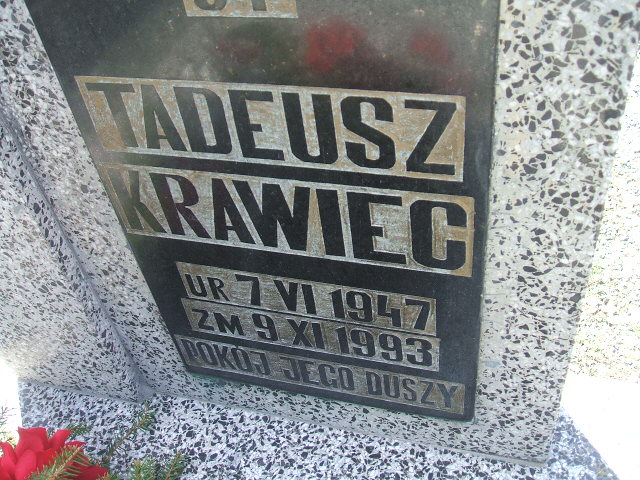 TADEUSZ
KRAWIEC
UR 7 VI 1947
ZM 9 XI 1993
POKÓJ JEGO DUSZY